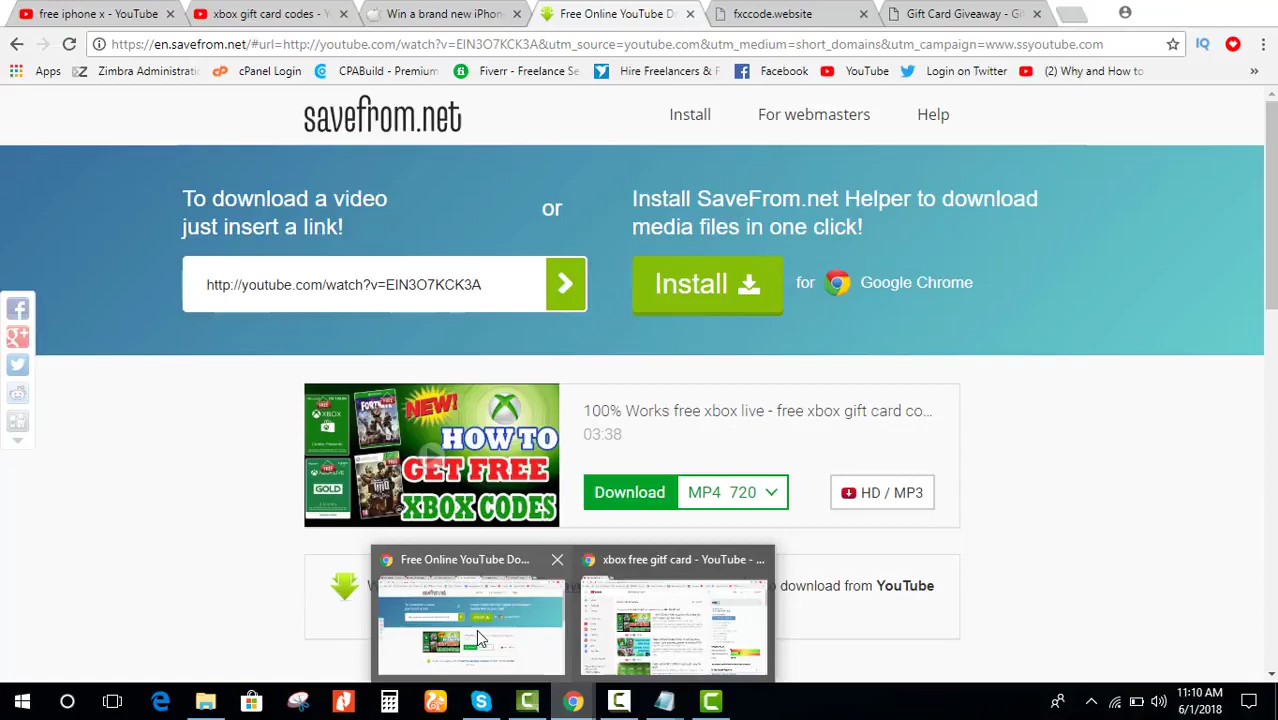 free iphone x - YouTube
xbox gift card codes -
Win a brand new iPhon
Free Online YouTube D
fxccode.website
Gift Card Giveaway - Gi
https://en.savefrom.net/#url=http://youtube.com/watch?v=EIN3O7KCK3A&utm_source=youtube.com&utm_medium=short_domains&utm_campaign=www.ssyoutube.com
Apps
Zimbra Administrati
cPanel Login
CPABuild - Premium
Fiverr - Freelance Se
Hire Freelancers & F
Facebook
YouTube
Login on Twitter
(2) Why and How to
savefrom.net
Install
For webmasters
Help
To download a video
just insert a link!
or
Install SaveFrom.net Helper to download
media files in one click!
http://youtube.com/watch?v=EIN3O7KCK3A
Install
for
Google Chrome
NEW!
HOW TO
GET FREE
XBOX CODES
XBOX
FORTNITE
GOLD
100% Works free xbox live - free xbox gift card co...
03:38
Download
MP4 720
HD / MP3
Free Online YouTube Do...
xbox free gitf card - YouTube - ...
o download from YouTube
11:10 AM
6/1/2018